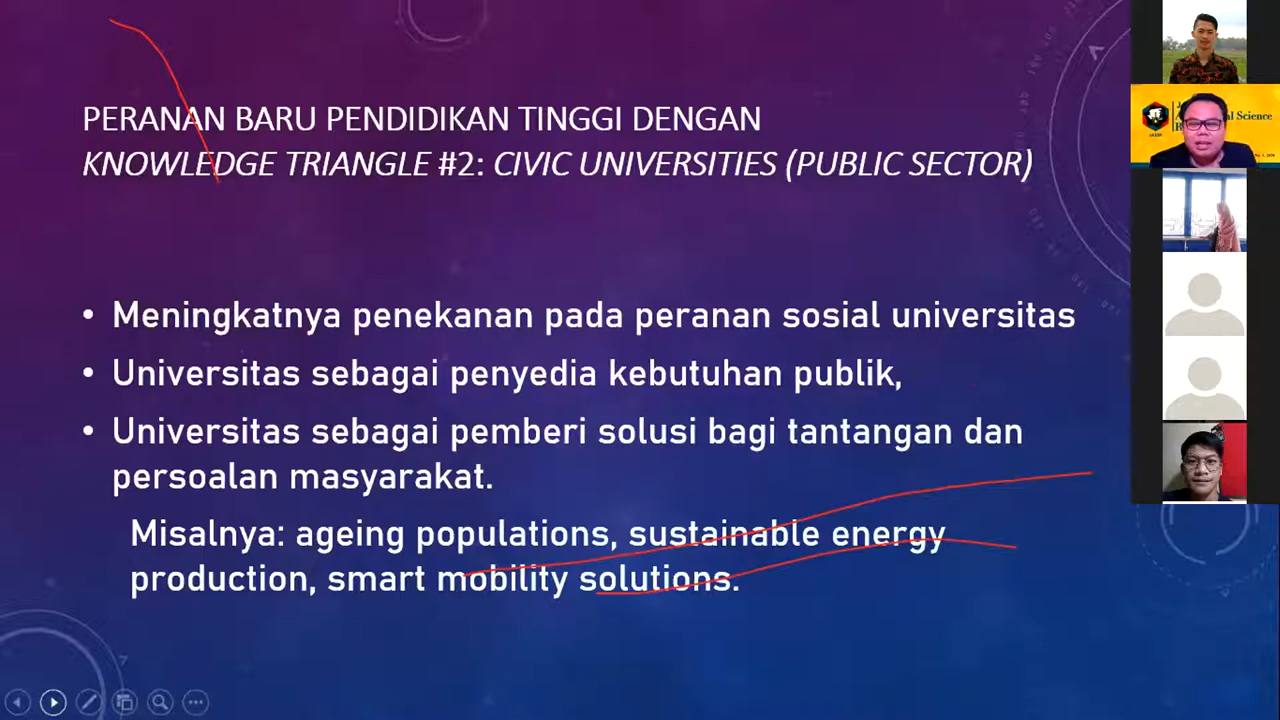 PERANAN BARU PENDIDIKAN TINGGI DENGAN
KNOWLEDGE TRIANGLE #2: CIVIC UNIVERSITIES (PUBLIC SECTOR)
• Meningkatnya penekanan pada peranan sosial universitas
• Universitas sebagai penyedia kebutuhan publik,
• Universitas sebagai pemberi solusi bagi tantangan dan
persoalan masyarakat.
Misalnya: ageing populations, sustainable energy
production, smart mobility solutions.
Science